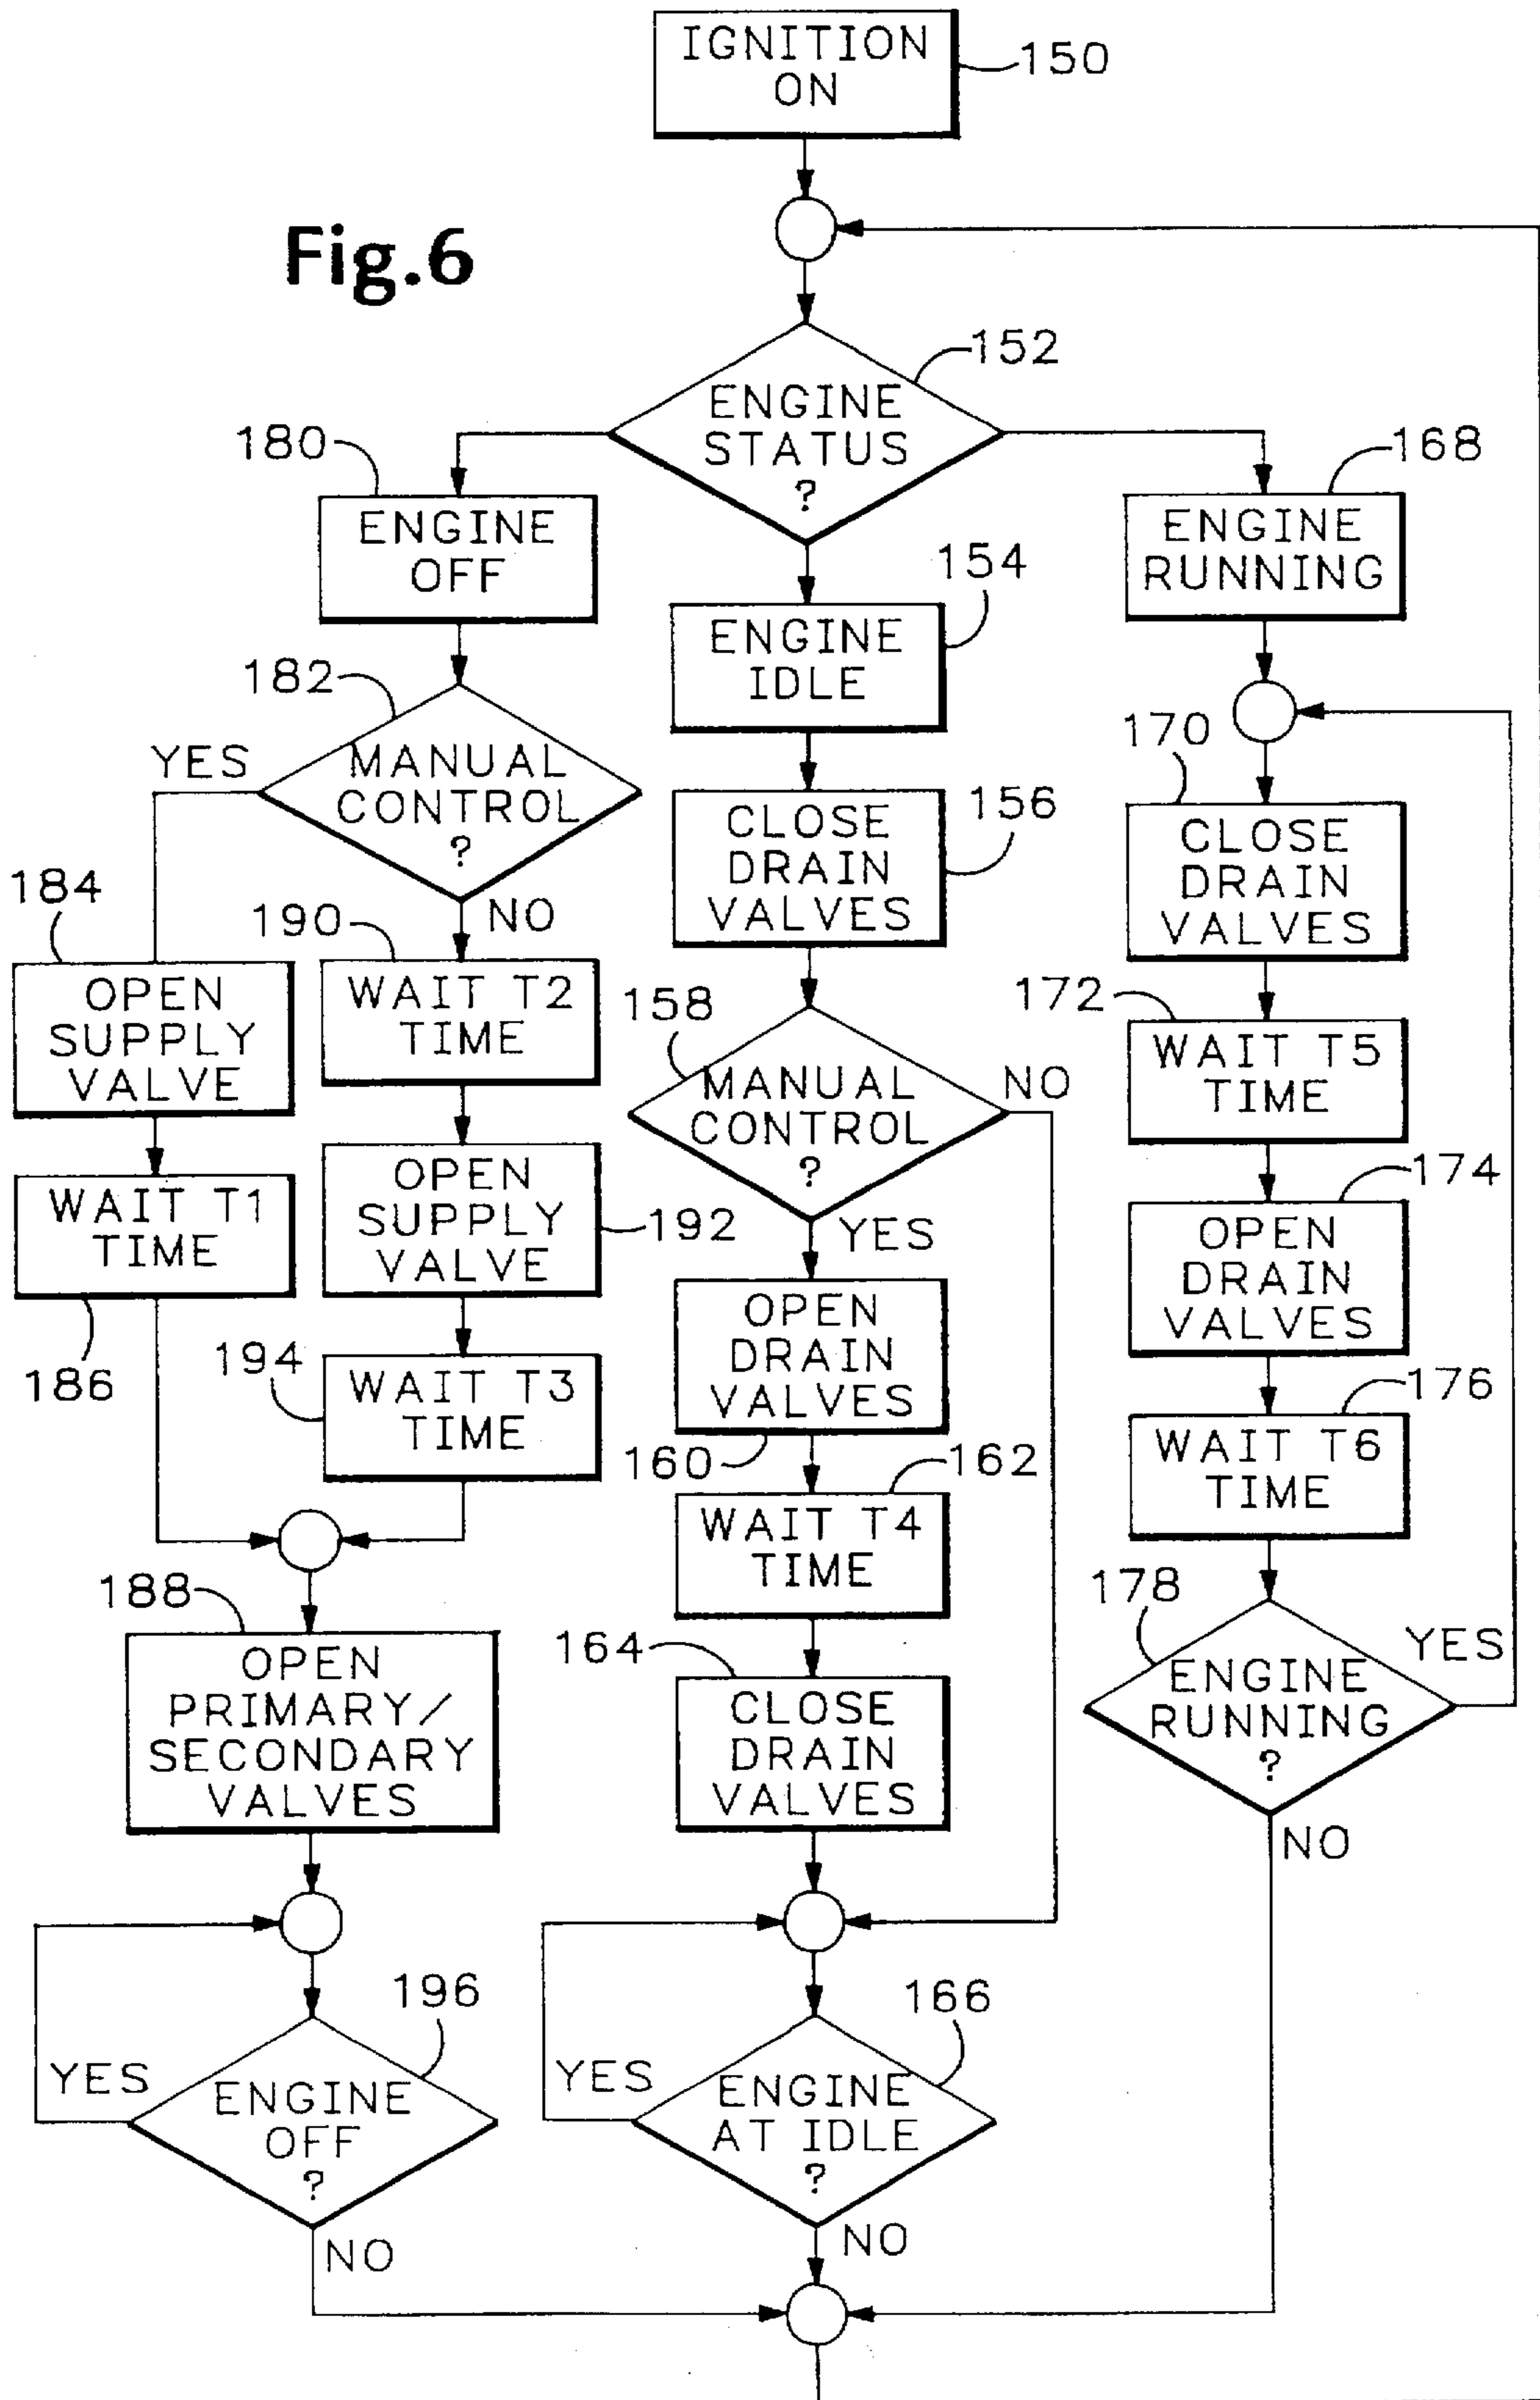 IGNITION
ON
150
Fig.6
152
ENGINE
STATUS
?
180
ENGINE
OFF
182
MANUAL
CONTROL
?
YES
NO
184
OPEN
SUPPLY
VALVE
WAIT T1
TIME
186
190
WAIT T2
TIME
OPEN
SUPPLY
VALVE
192
194
WAIT T3
TIME
188
OPEN
PRIMARY/
SECONDARY
VALVES
196
ENGINE
OFF
?
YES
NO
154
ENGINE
IDLE
CLOSE
DRAIN
VALVES
156
158
MANUAL
CONTROL
?
NO
YES
OPEN
DRAIN
VALVES
160
162
WAIT T4
TIME
164
CLOSE
DRAIN
VALVES
166
ENGINE
AT IDLE
?
YES
NO
168
ENGINE
RUNNING
170
CLOSE
DRAIN
VALVES
172
WAIT T5
TIME
174
OPEN
DRAIN
VALVES
176
WAIT T6
TIME
178
ENGINE
RUNNING
?
YES
NO